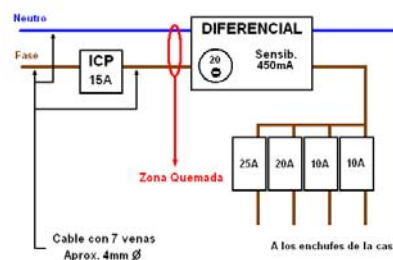 Neutro
DIFERENCIAL
Fase
ICP
15A
20
Sensib.
450mA
Zona Quemada
25A
20A
10A
10A
Cable con 7 venas
Aprox. 4mm Ø
A los enchufes de la cas